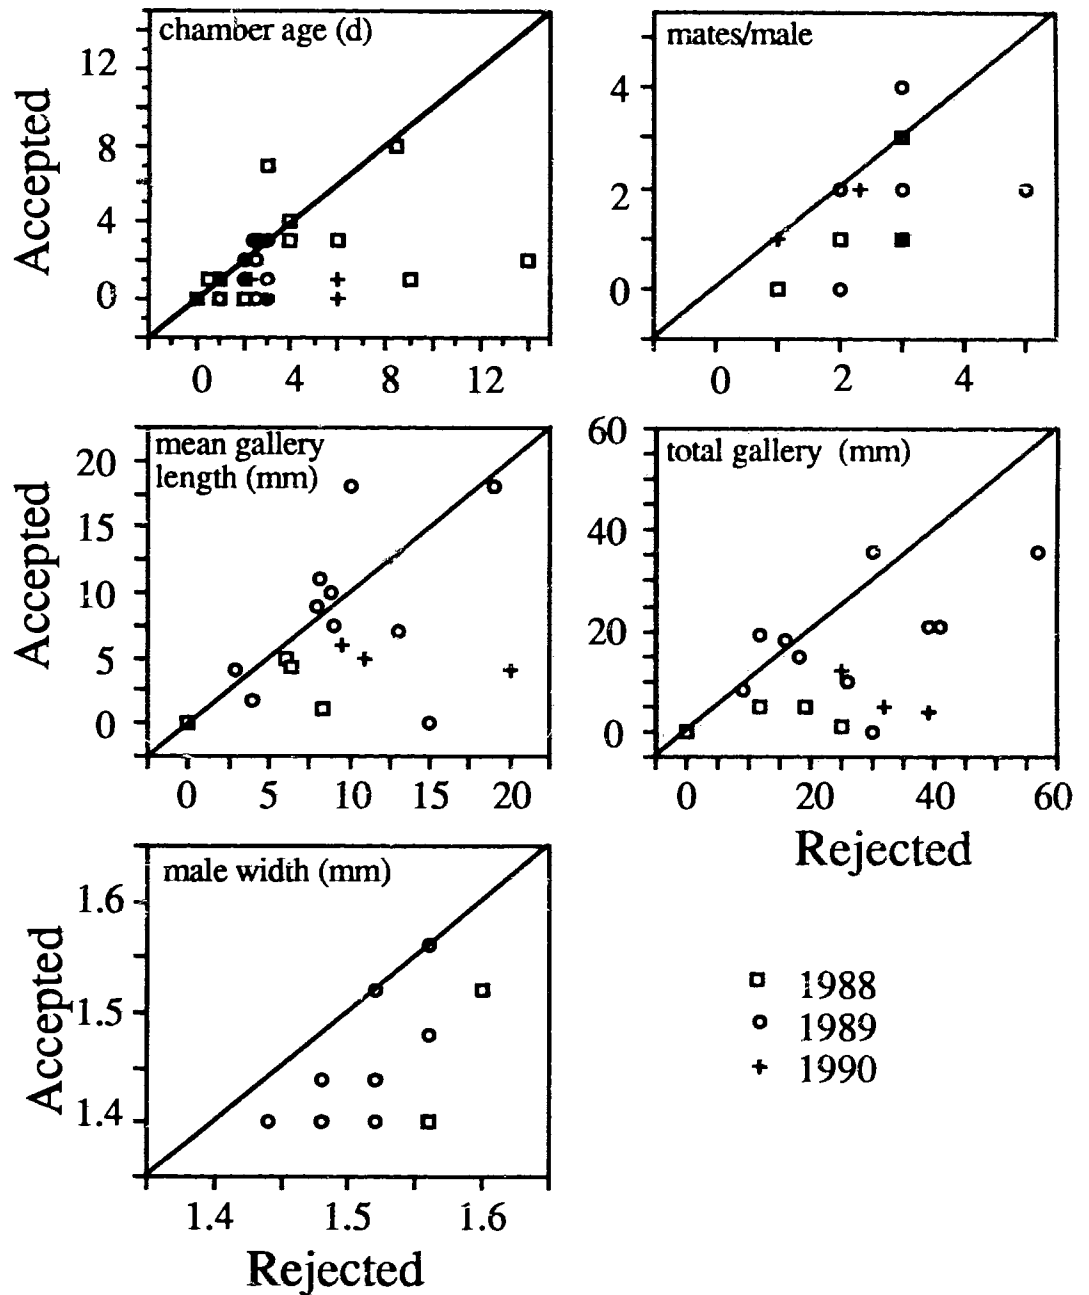 chamber age (d)
Accepted
12
8
4
0
0 4 8 12
mates/male
4
2
0
0 2 4
mean gallery
length (mm)
Accepted
20
15
10
5
0
0 5 10 15 20
total gallery (mm)
60
40
20
0
0 20 40 60
Rejected
male width (mm)
Accepted
1.6
1.5
1.4
1.4 1.5 1.6
Rejected
1988
1989
1990